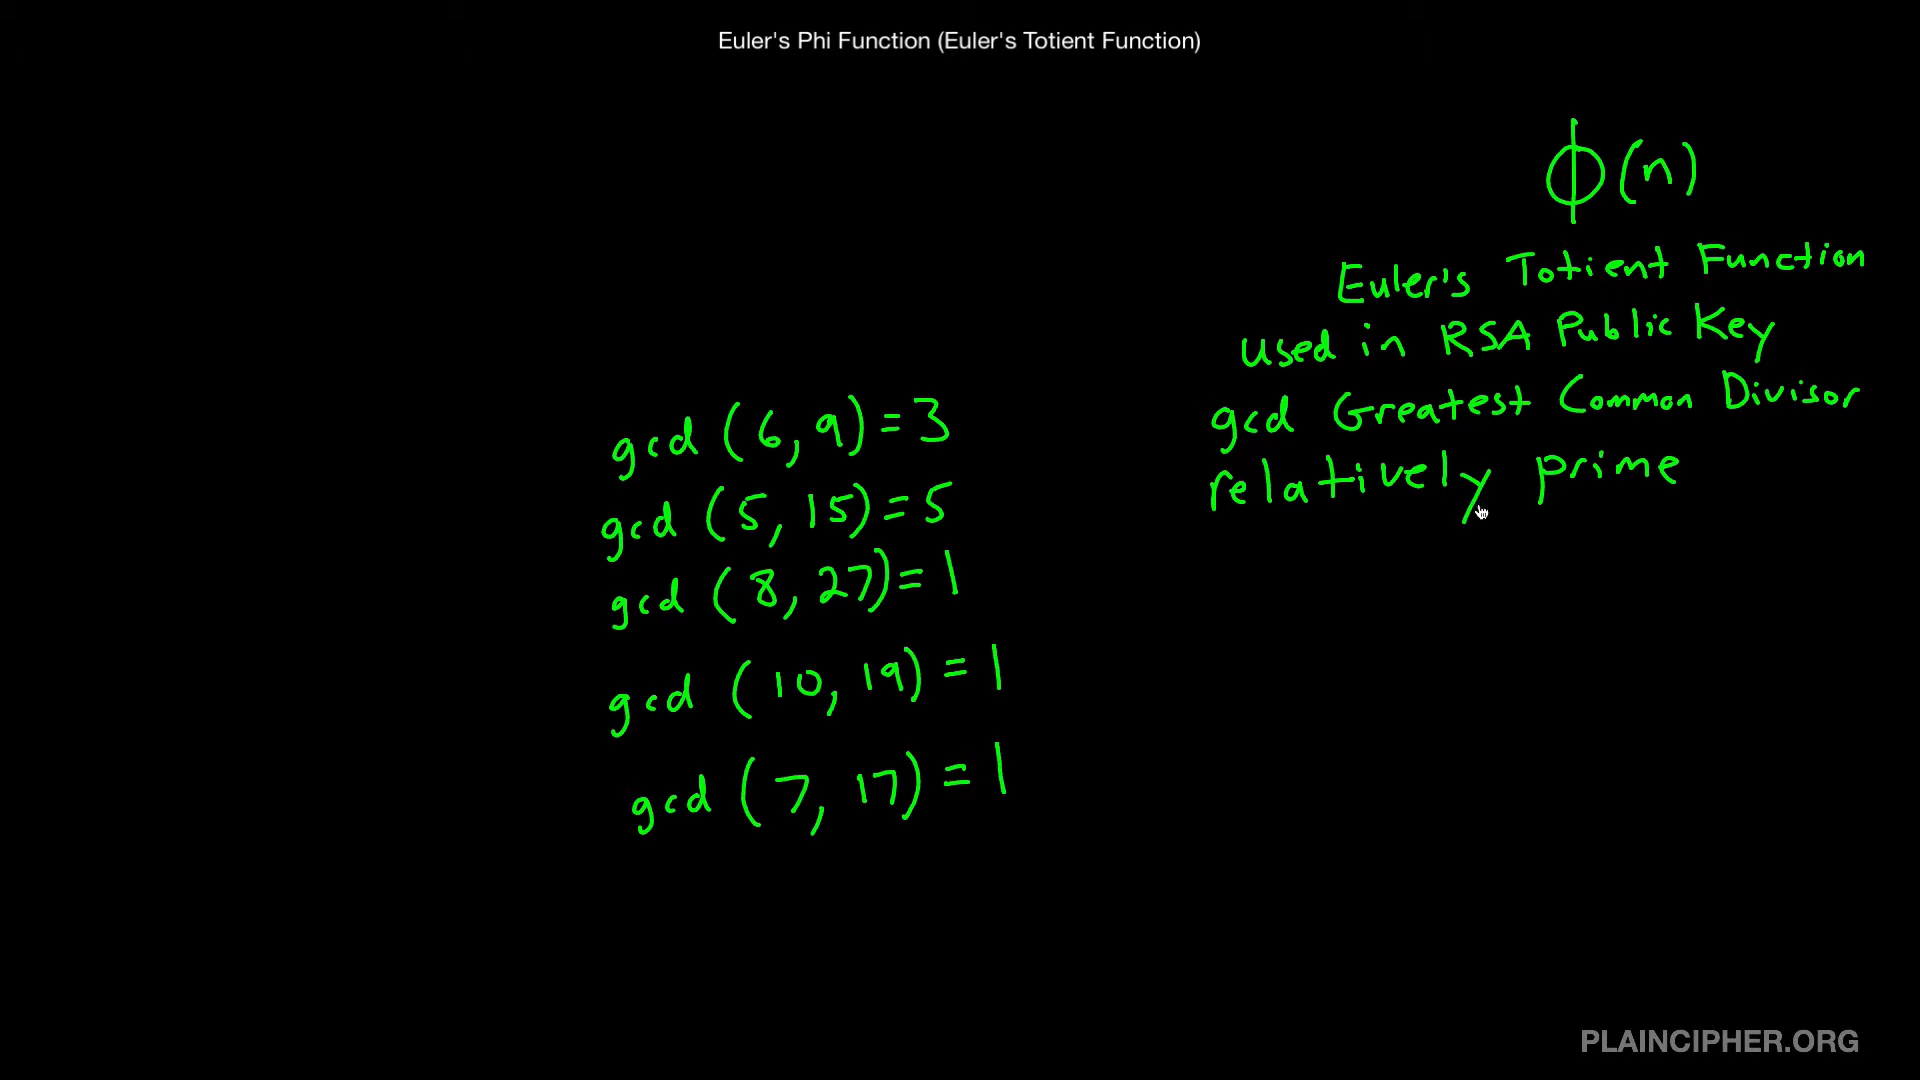 Euler's Phi Function (Euler's Totient Function)
ϕ(n)
Euler's Totient Function
used in RSA Public Key
gcd Greatest Common Divisor
relatively prime
gcd (6, 9) = 3
gcd (5, 15) = 5
gcd (8, 27) = 1
gcd (10, 19) = 1
gcd (7, 17) = 1
PLAINCIPHER.ORG